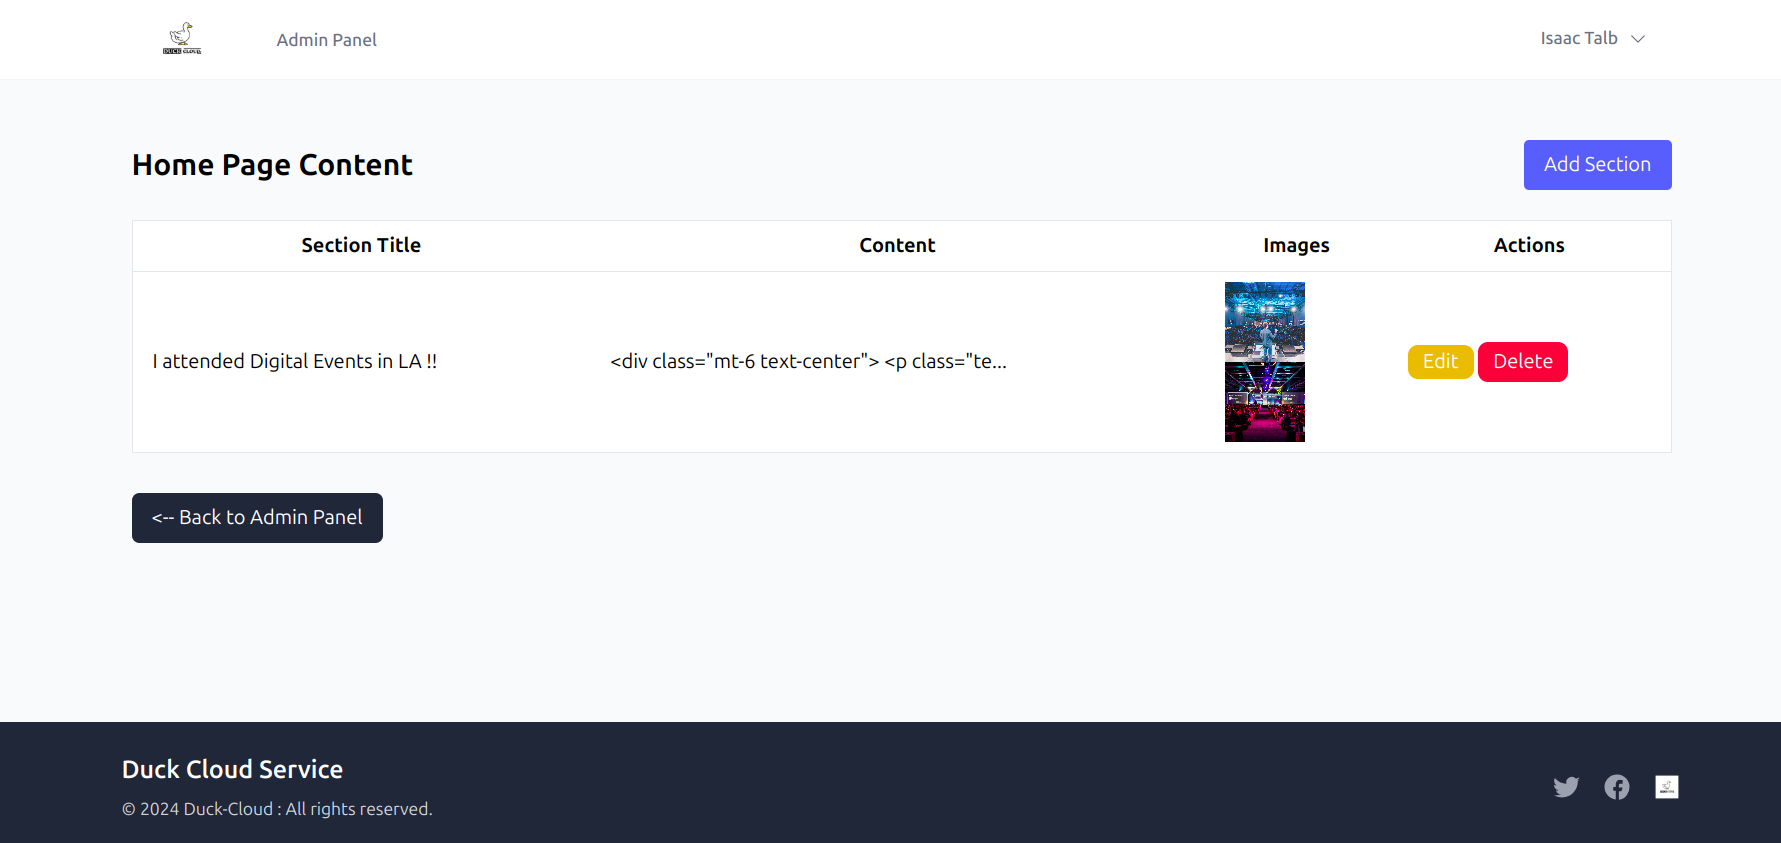 DUCK CLOUD
Admin Panel
Isaac Talb
Home Page Content
Add Section
Section Title Content Images Actions
I attended Digital Events in LA !!
<div class="mt-6 text-center"> <p class="te...
Edit Delete
<-- Back to Admin Panel
Duck Cloud Service
© 2024 Duck-Cloud : All rights reserved.